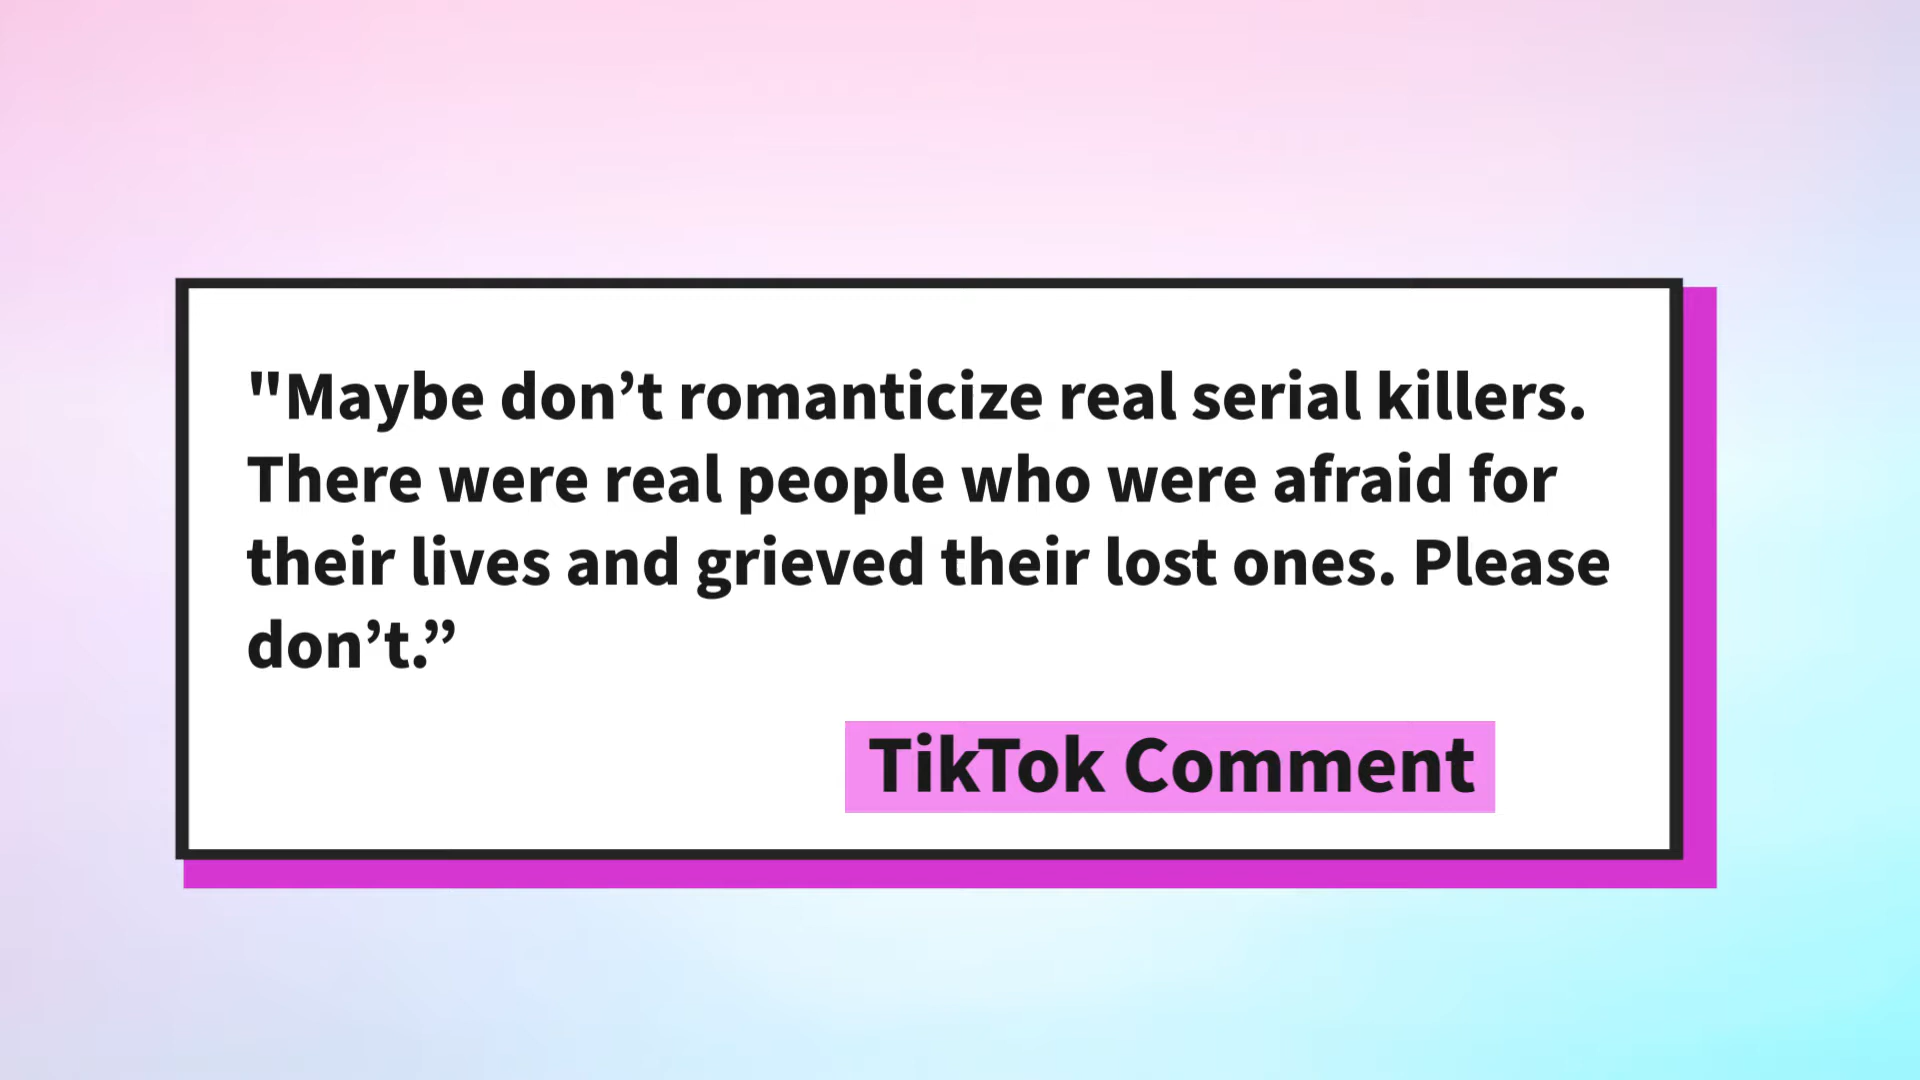 "Maybe don’t romanticize real serial killers.
There were real people who were afraid for
their lives and grieved their lost ones. Please
don’t.”
TikTok Comment